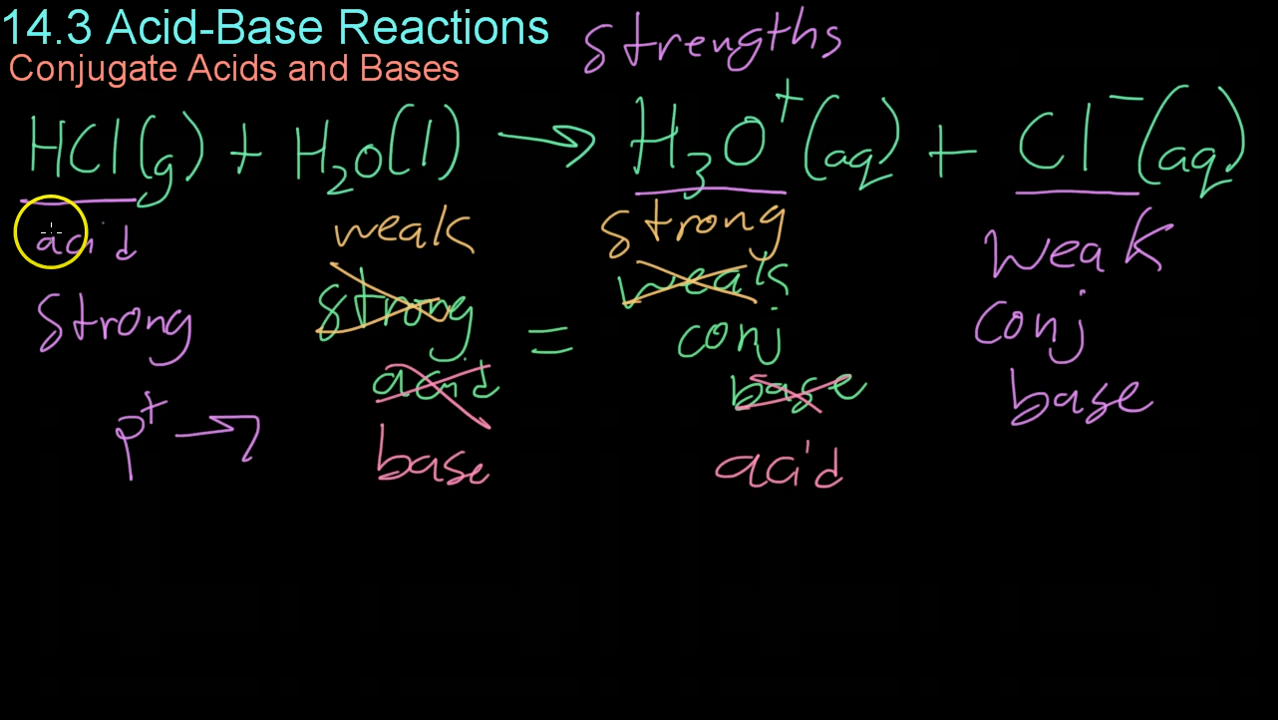 14.3 Acid-Base Reactions strengths
Conjugate Acids and Bases
HCl(g) + H₂O(l) → H₃O⁺(aq) + Cl⁻(aq)
acid weak strong weak
strong strong = weak conj
acid conj base
p⁺ → base base
base acid